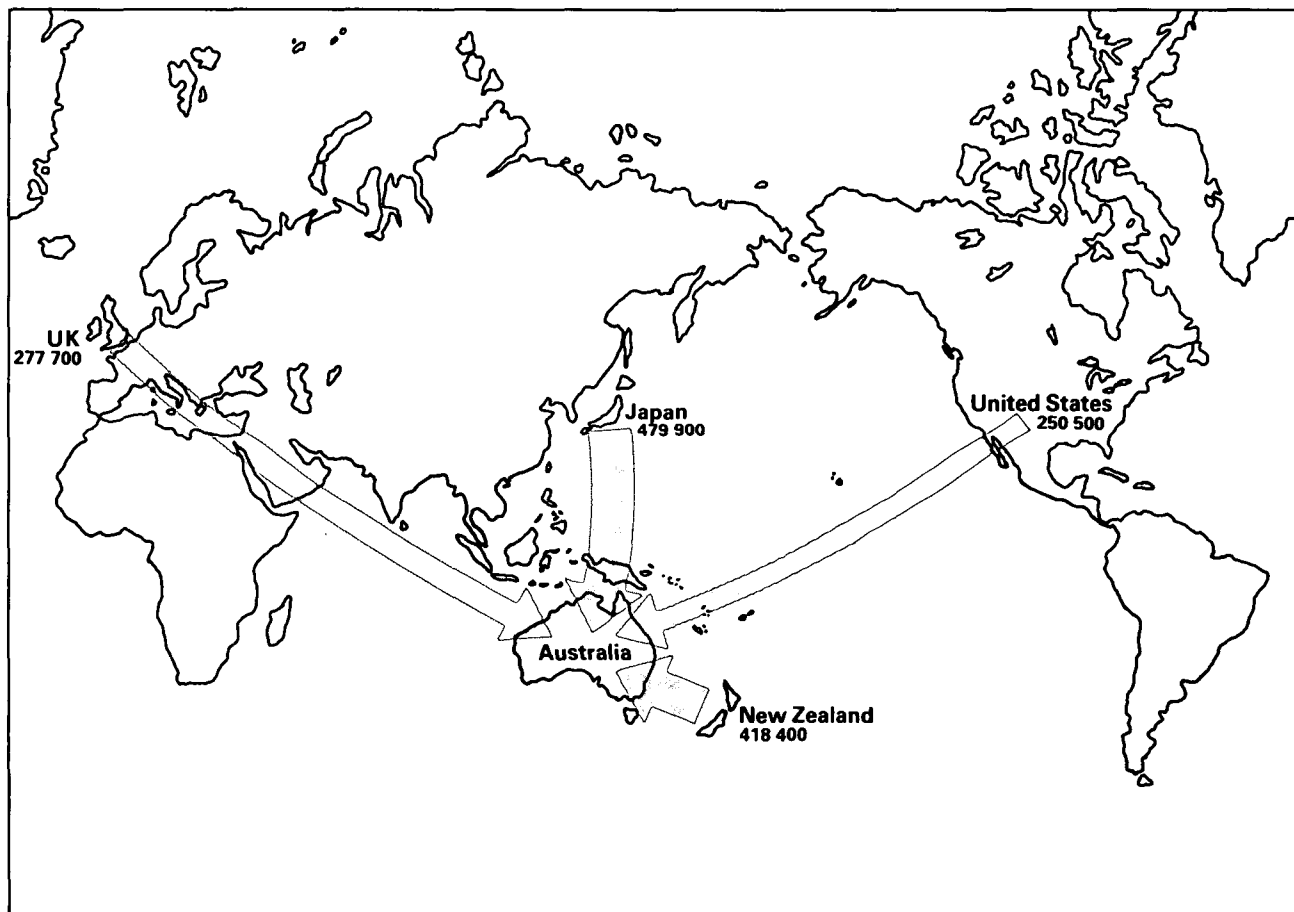 UK
277 700
Japan
479 900
United States
250 500
Australia
New Zealand
418 400